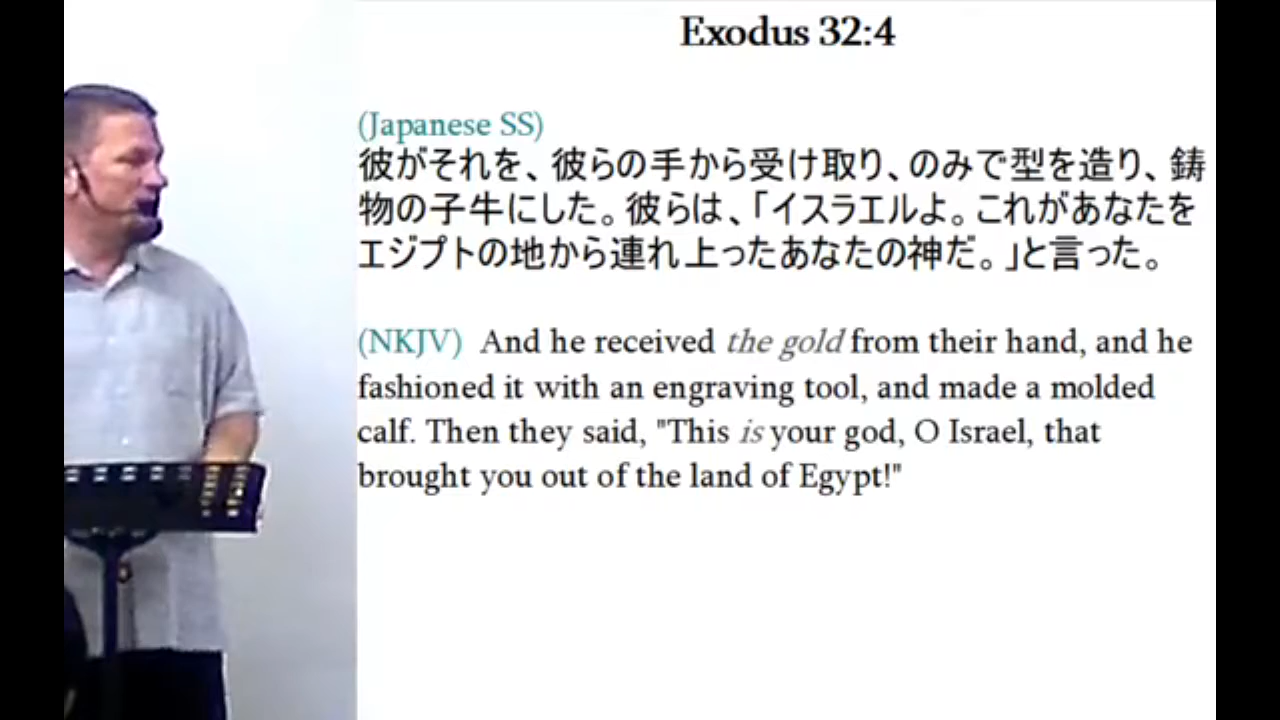 Exodus 32:4
(Japanese SS)
彼がそれを、彼らの手から受け取り、のみで型を造り、鋳
物の子牛にした。彼らは、「イスラエルよ。これがあなたを
エジプトの地から連れ上ったあなたの神だ。」と言った。
(NKJV) And he received the gold from their hand, and he
fashioned it with an engraving tool, and made a molded
calf. Then they said, "This is your god, O Israel, that
brought you out of the land of Egypt!"